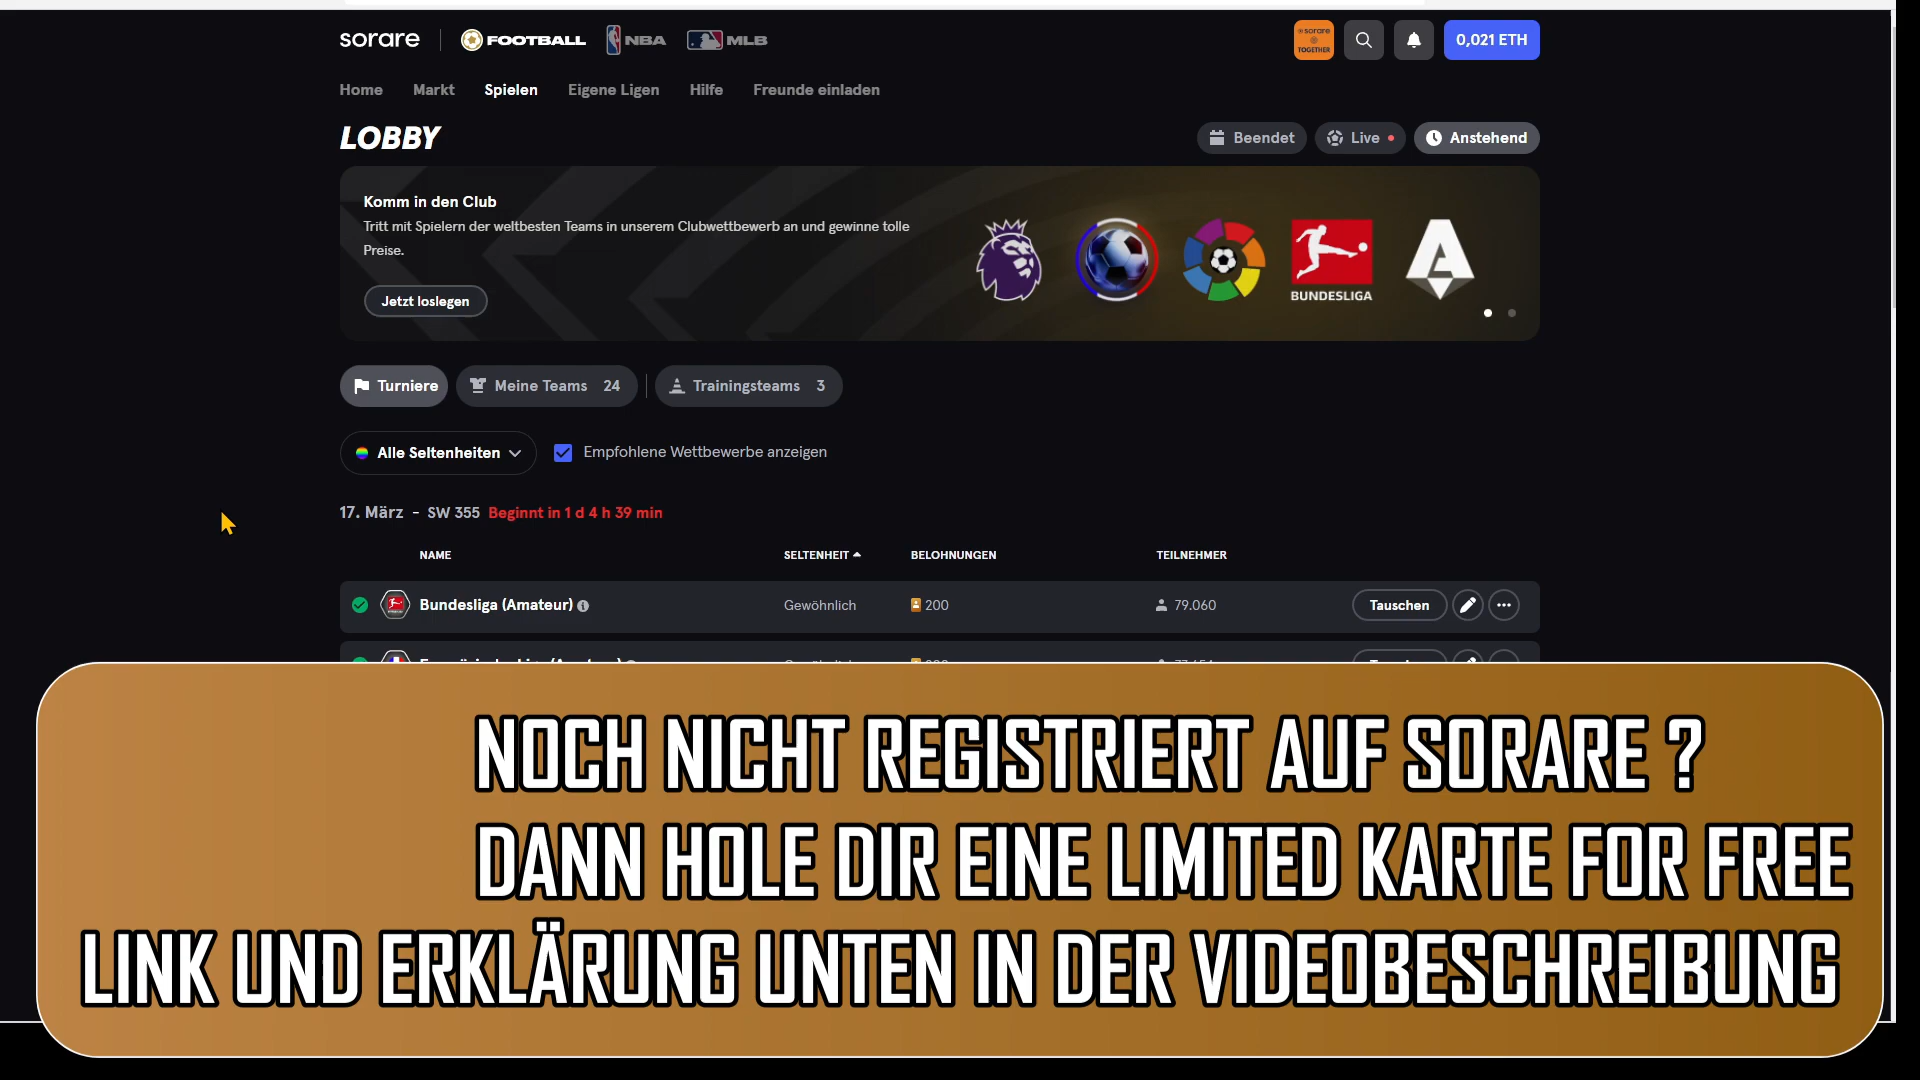 sorare
FOOTBALL
NBA
MLB
sorare
TOGETHER
0,021 ETH
Home
Markt
Spielen
Eigene Ligen
Hilfe
Freunde einladen
LOBBY
Beendet
Live
Anstehend
Komm in den Club
Tritt mit Spielern der weltbesten Teams in unserem Clubwettbewerb an und gewinne tolle
Preise.
Jetzt loslegen
BUNDESLIGA
Turniere
Meine Teams 24
Trainingsteams 3
Alle Seltenheiten
Empfohlene Wettbewerbe anzeigen
17. März - SW 355 Beginnt in 1 d 4 h 39 min
NAME SELTENHEIT BELOHNUNGEN TEILNEHMER
Bundesliga (Amateur) Gewöhnlich 200 79.060 Tauschen
NOCH NICHT REGISTRIERT AUF SORARE ?
DANN HOLE DIR EINE LIMITED KARTE FOR FREE
LINK UND ERKLÄRUNG UNTEN IN DER VIDEOBESCHREIBUNG